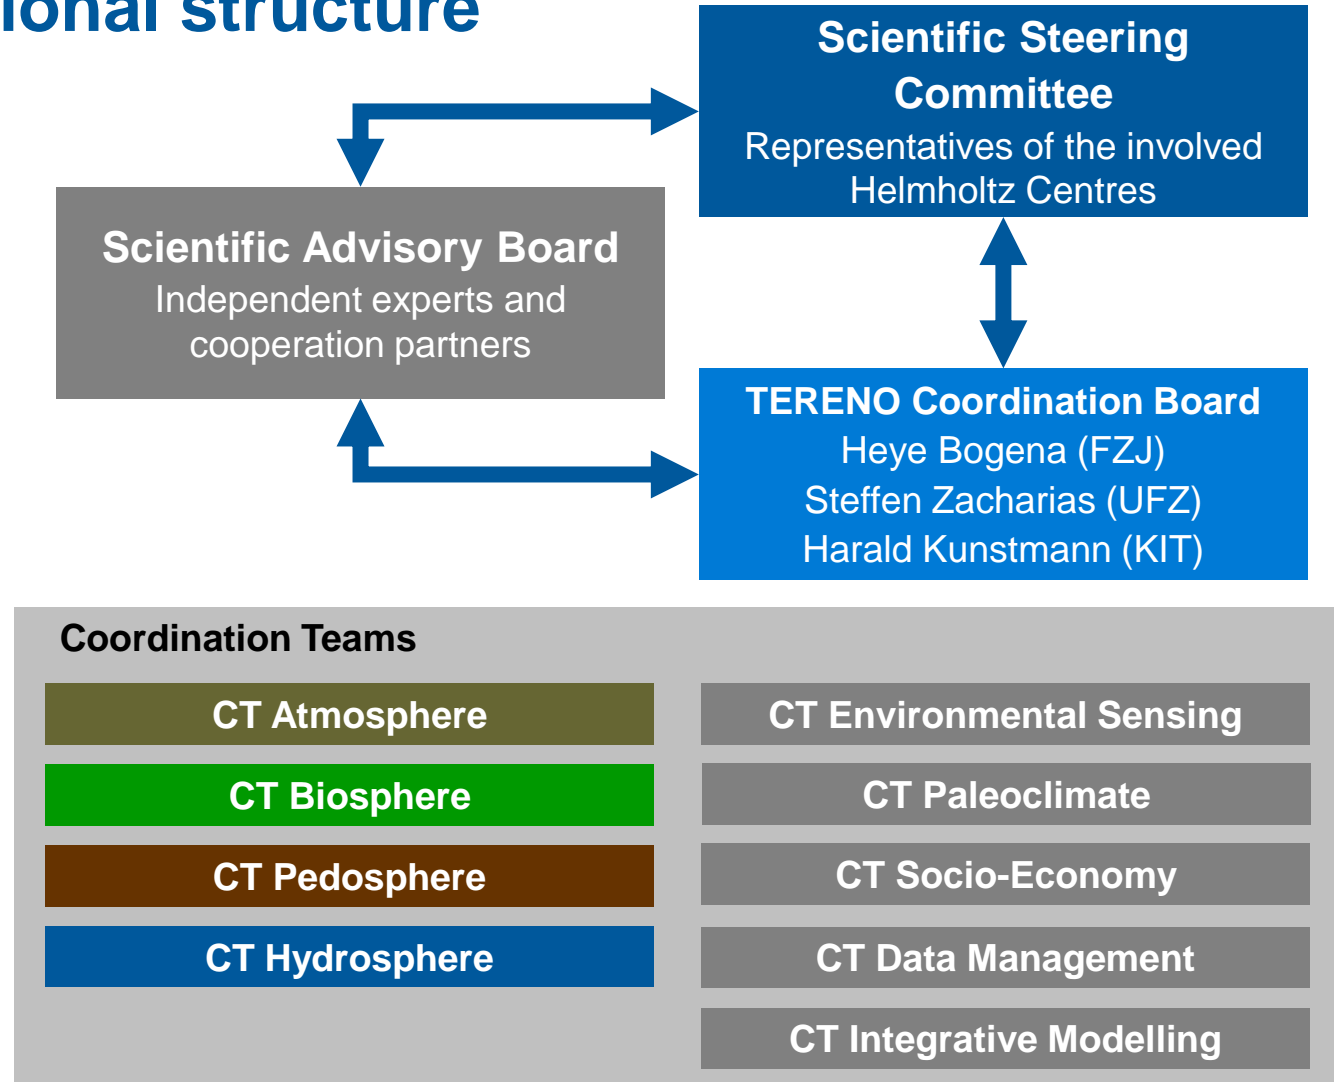 ional structure
Scientific Steering
Committee
Representatives of the involved
Helmholtz Centres
Scientific Advisory Board
Independent experts and
cooperation partners
TERENO Coordination Board
Heye Bogena (FZJ)
Steffen Zacharias (UFZ)
Harald Kunstmann (KIT)
Coordination Teams
CT Atmosphere
CT Biosphere
CT Pedosphere
CT Hydrosphere
CT Environmental Sensing
CT Paleoclimate
CT Socio-Economy
CT Data Management
CT Integrative Modelling